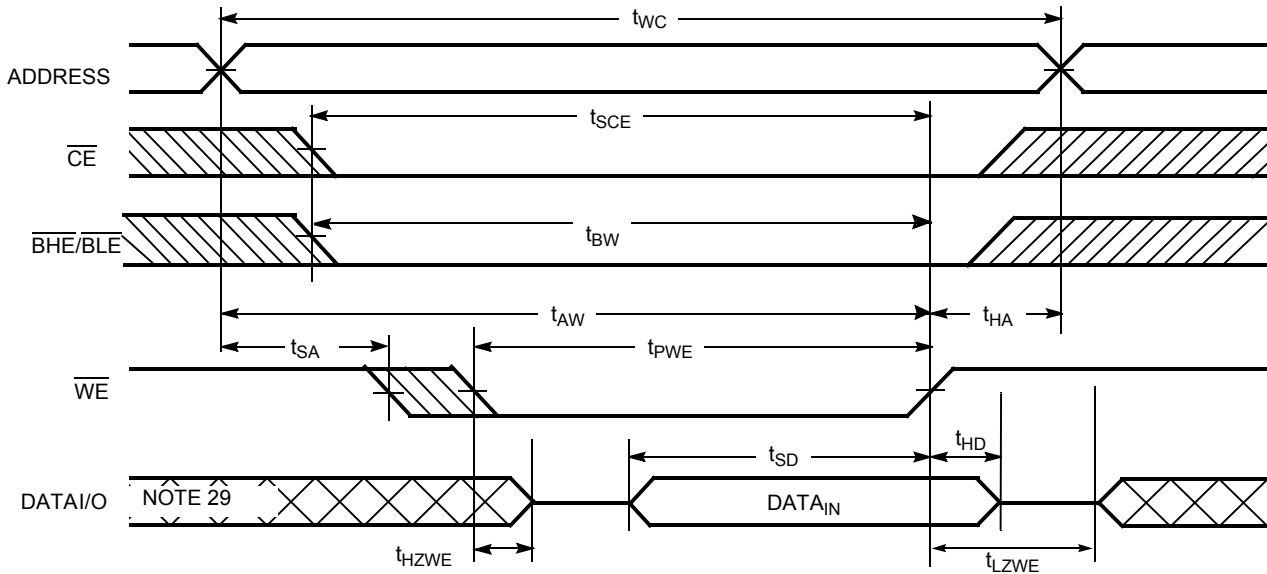 tWC
ADDRESS
tSCE
CE
tBW
BHE/BLE
tAW
tHA
tSA
tPWE
WE
tHD
tSD
DATAI/O
NOTE 29
DATAIN
tHZWE
tLZWE